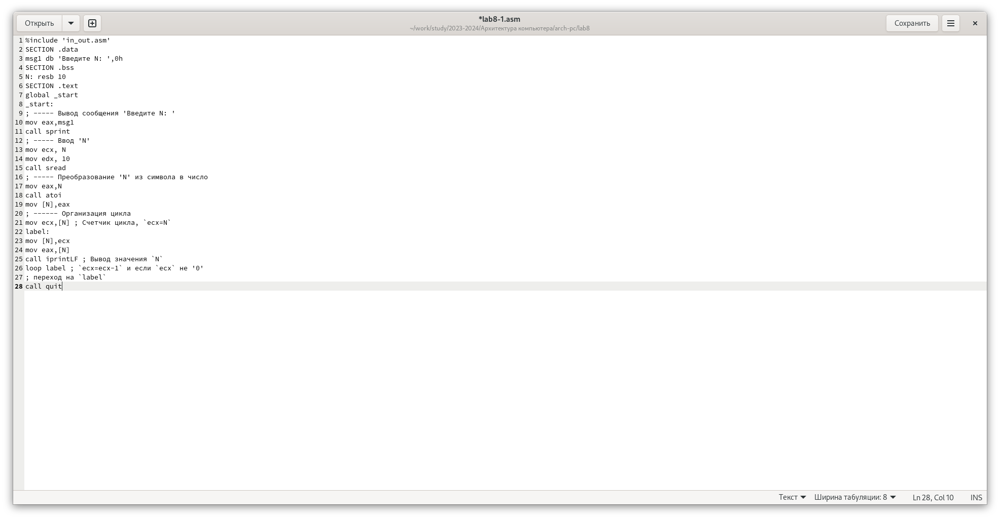 Открыть
*lab8-1.asm
~/work/study/2023-2024/Архитектура компьютера/arch-pc/lab8
Сохранить
1 %include 'in_out.asm'
2 SECTION .data
3 msg1 db 'Введите N: ',0h
4 SECTION .bss
5 N: resb 10
6 SECTION .text
7 global _start
8 _start:
9 ; ----- Вывод сообщения 'Введите N: '
10 mov eax,msg1
11 call sprint
12 ; ----- Ввод 'N'
13 mov ecx, N
14 mov edx, 10
15 call sread
16 ; ----- Преобразование 'N' из символа в число
17 mov eax,N
18 call atoi
19 mov [N],eax
20 ; ------ Организация цикла
21 mov ecx,[N] ; Счетчик цикла, `ecx=N`
22 label:
23 mov [N],ecx
24 mov eax,[N]
25 call iprintLF ; Вывод значения `N`
26 loop label ; `ecx=ecx-1` и если `ecx` не '0'
27 ; переход на `label`
28 call quit
Текст Ширина табуляции: 8 Ln 28, Col 10 INS